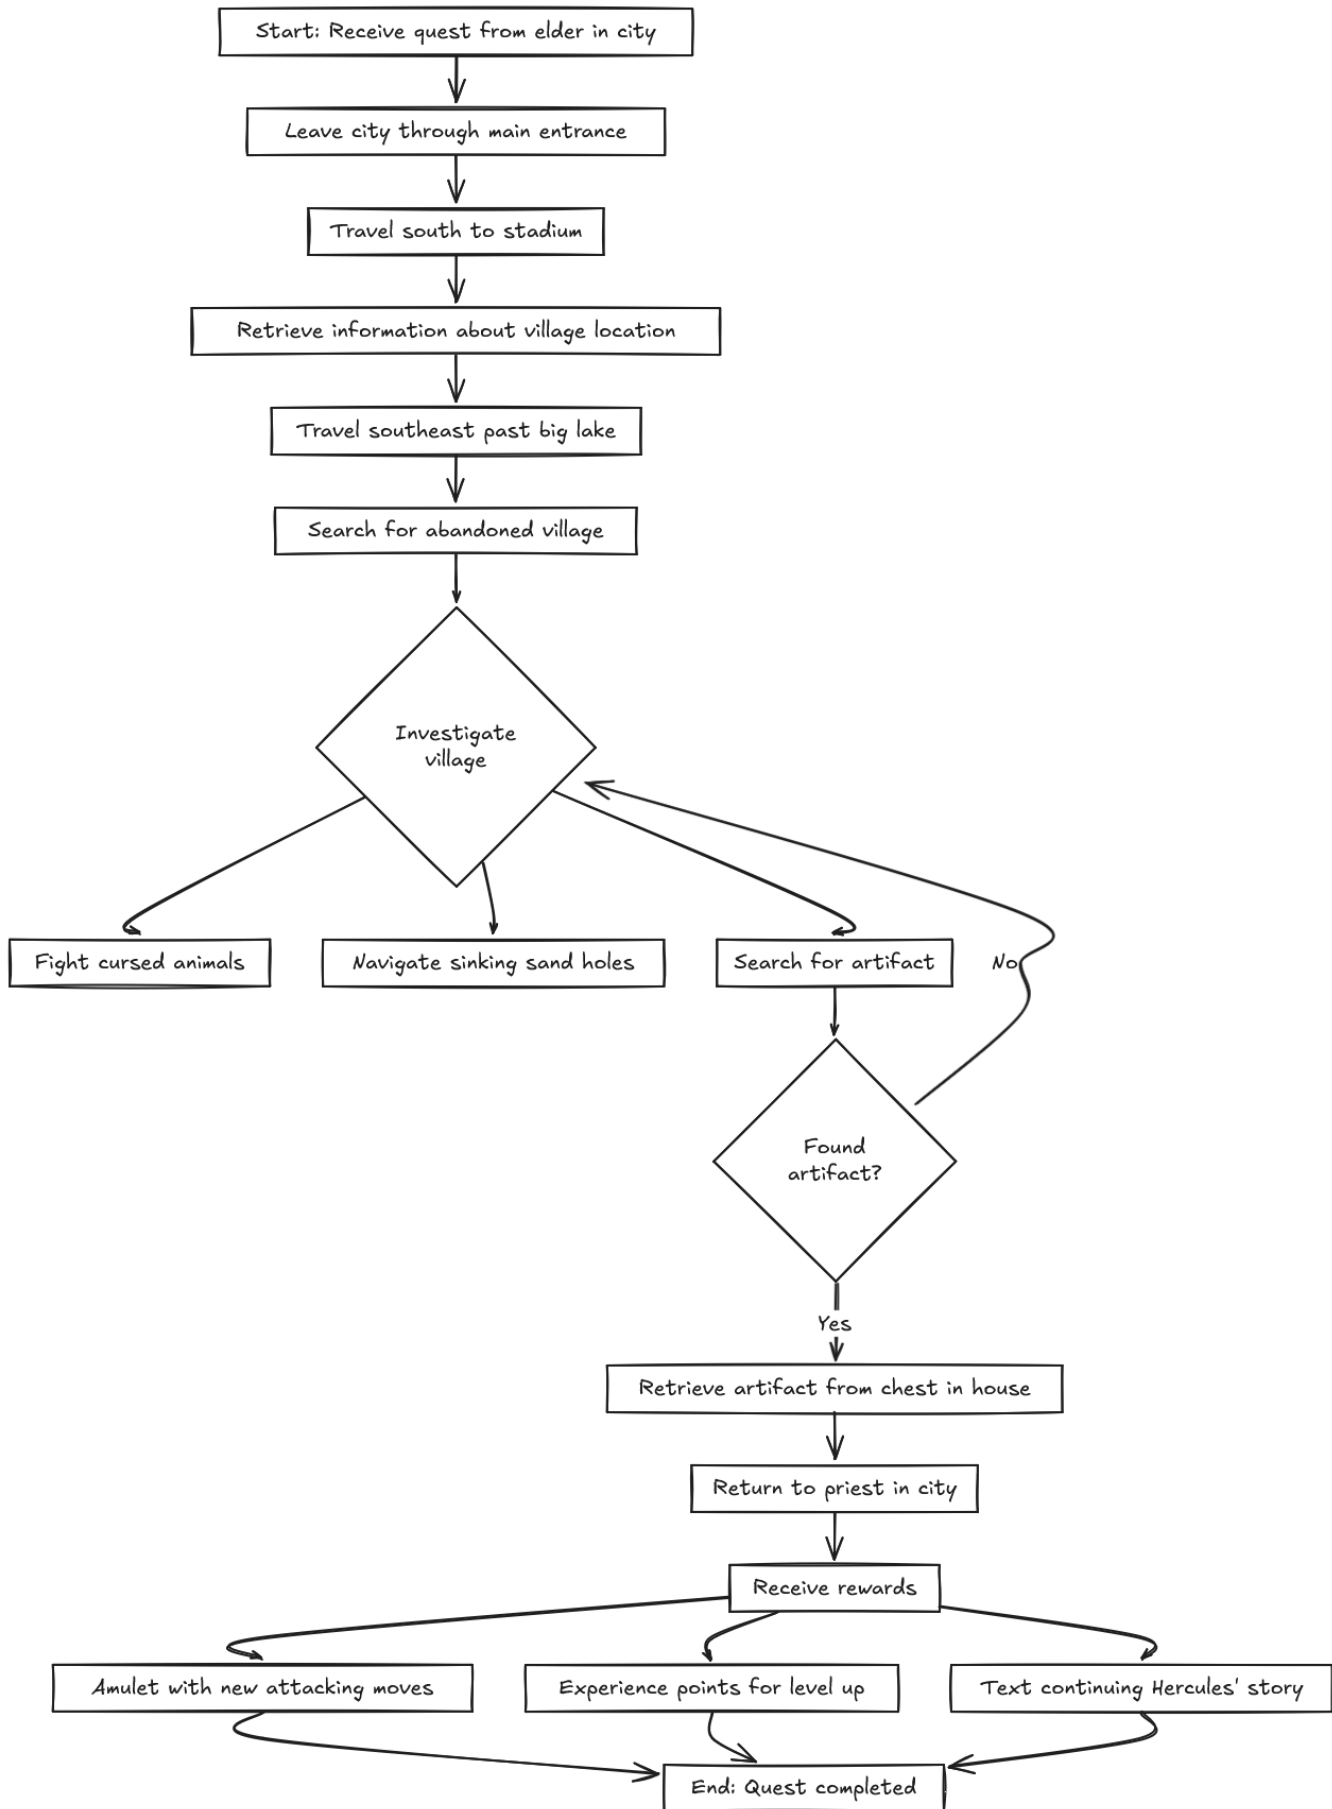 Start: Receive quest from elder in city
Leave city through main entrance
Travel south to stadium
Retrieve information about village location
Travel southeast past big lake
Search for abandoned village
Investigate
village
Fight cursed animals
Navigate sinking sand holes
Search for artifact
No
Found
artifact?
Yes
Retrieve artifact from chest in house
Return to priest in city
Receive rewards
Amulet with new attacking moves
Experience points for level up
Text continuing Hercules' story
End: Quest completed